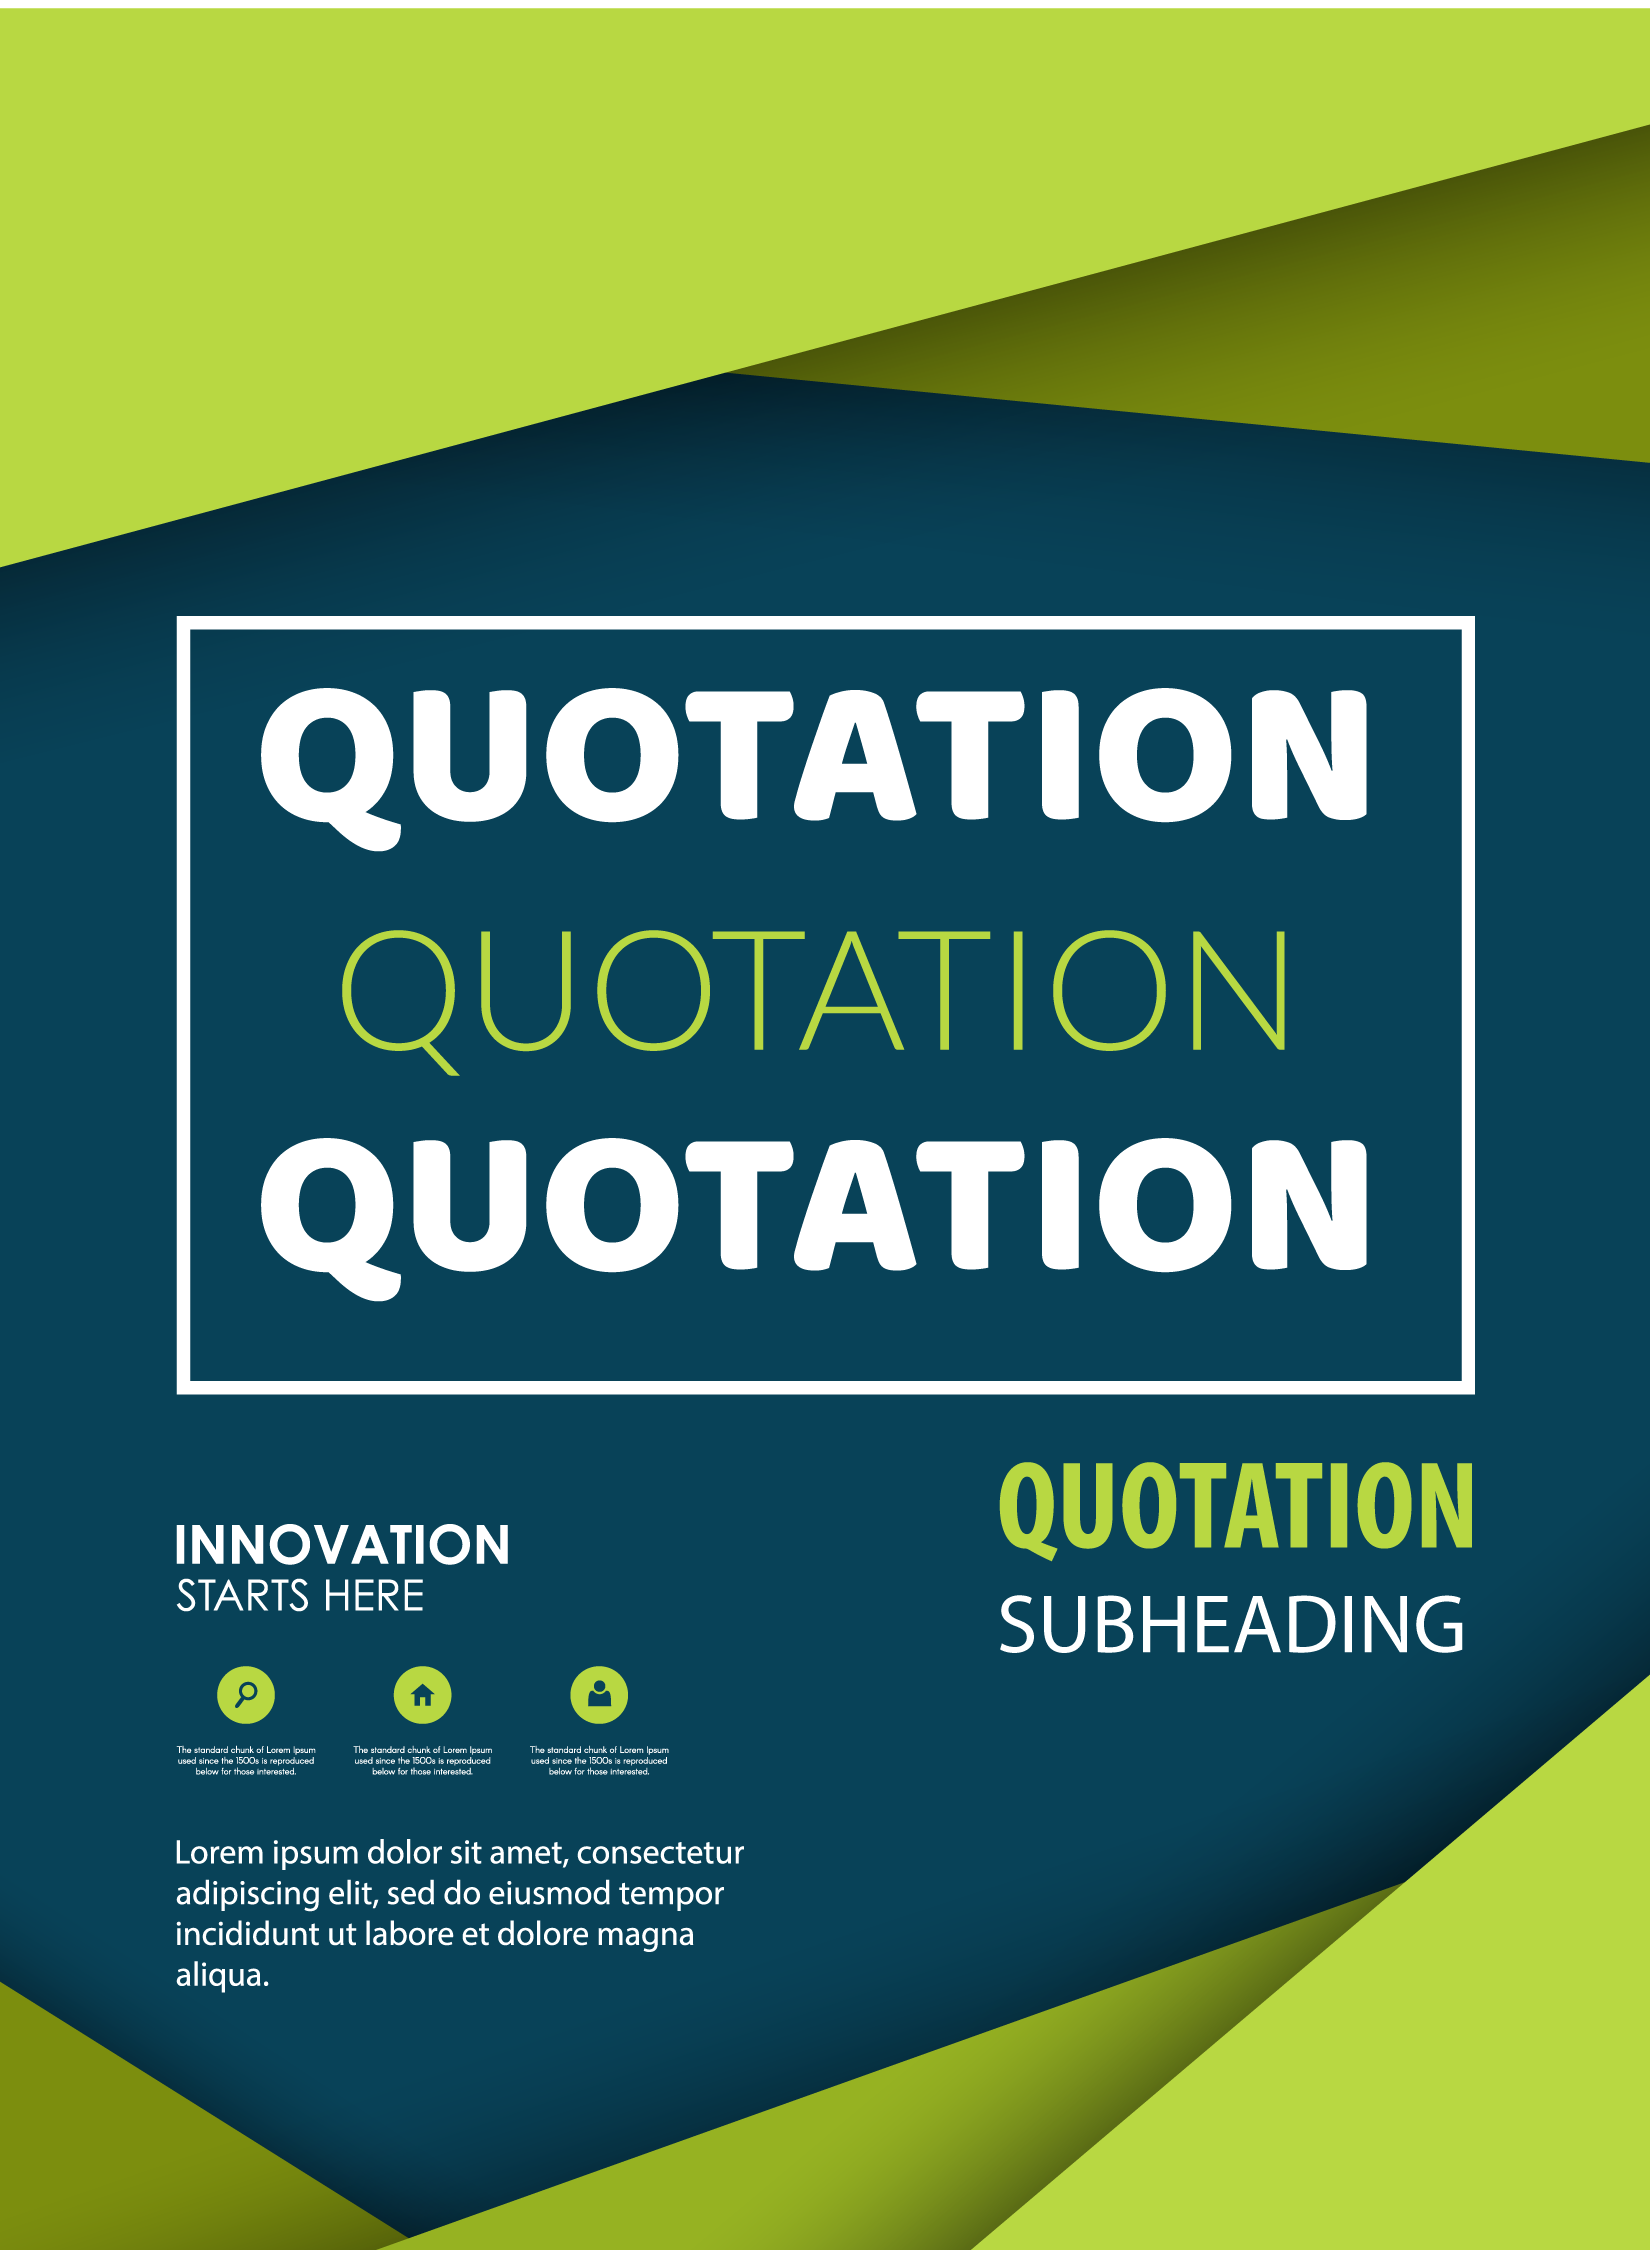 QUOTATION
QUOTATION
QUOTATION
QUOTATION
SUBHEADING
INNOVATION
STARTS HERE
The standard chunk of Lorem Ipsum
used since the 1500s is reproduced
below for those interested.
The standard chunk of Lorem Ipsum
used since the 1500s is reproduced
below for those interested.
The standard chunk of Lorem Ipsum
used since the 1500s is reproduced
below for those interested.
Lorem ipsum dolor sit amet, consectetur
adipiscing elit, sed do eiusmod tempor
incididunt ut labore et dolore magna
aliqua.